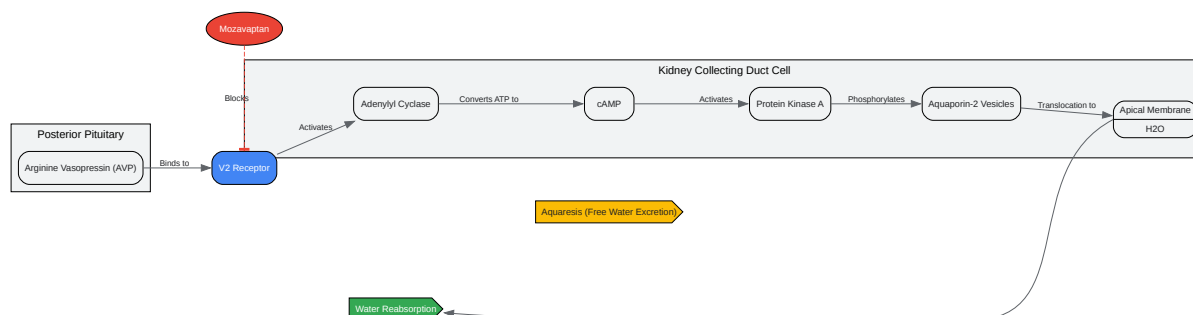 Mozavaptan
Kidney Collecting Duct Cell
Blocks
Adenylyl Cyclase
Converts ATP to
cAMP
Activates
Protein Kinase A
Phosphorylates
Aquaporin-2 Vesicles
Translocation to
Apical Membrane
H2O
Posterior Pituitary
Activates
Arginine Vasopressin (AVP)
Binds to
V2 Receptor
Aquaresis (Free Water Excretion)
Water Reabsorption